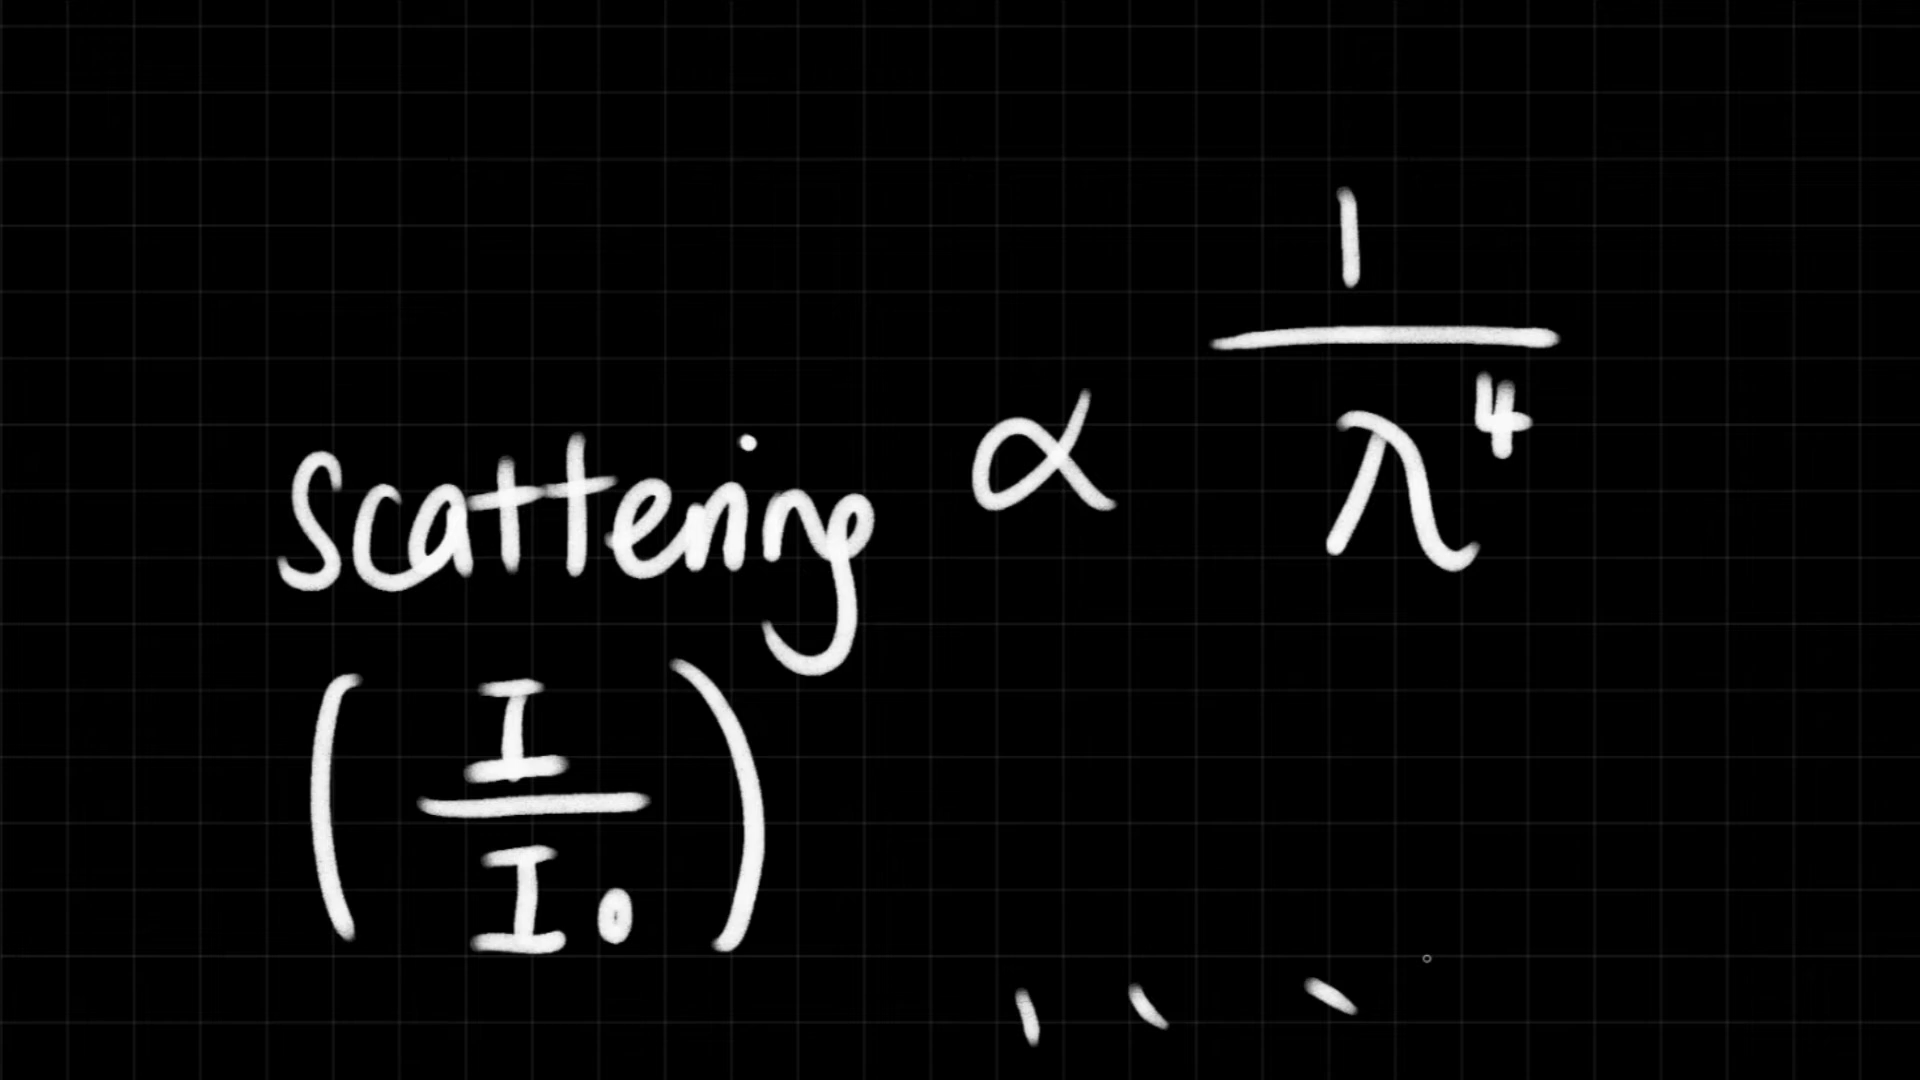 Scattering ∝ 1/λ⁴
(I/I₀)